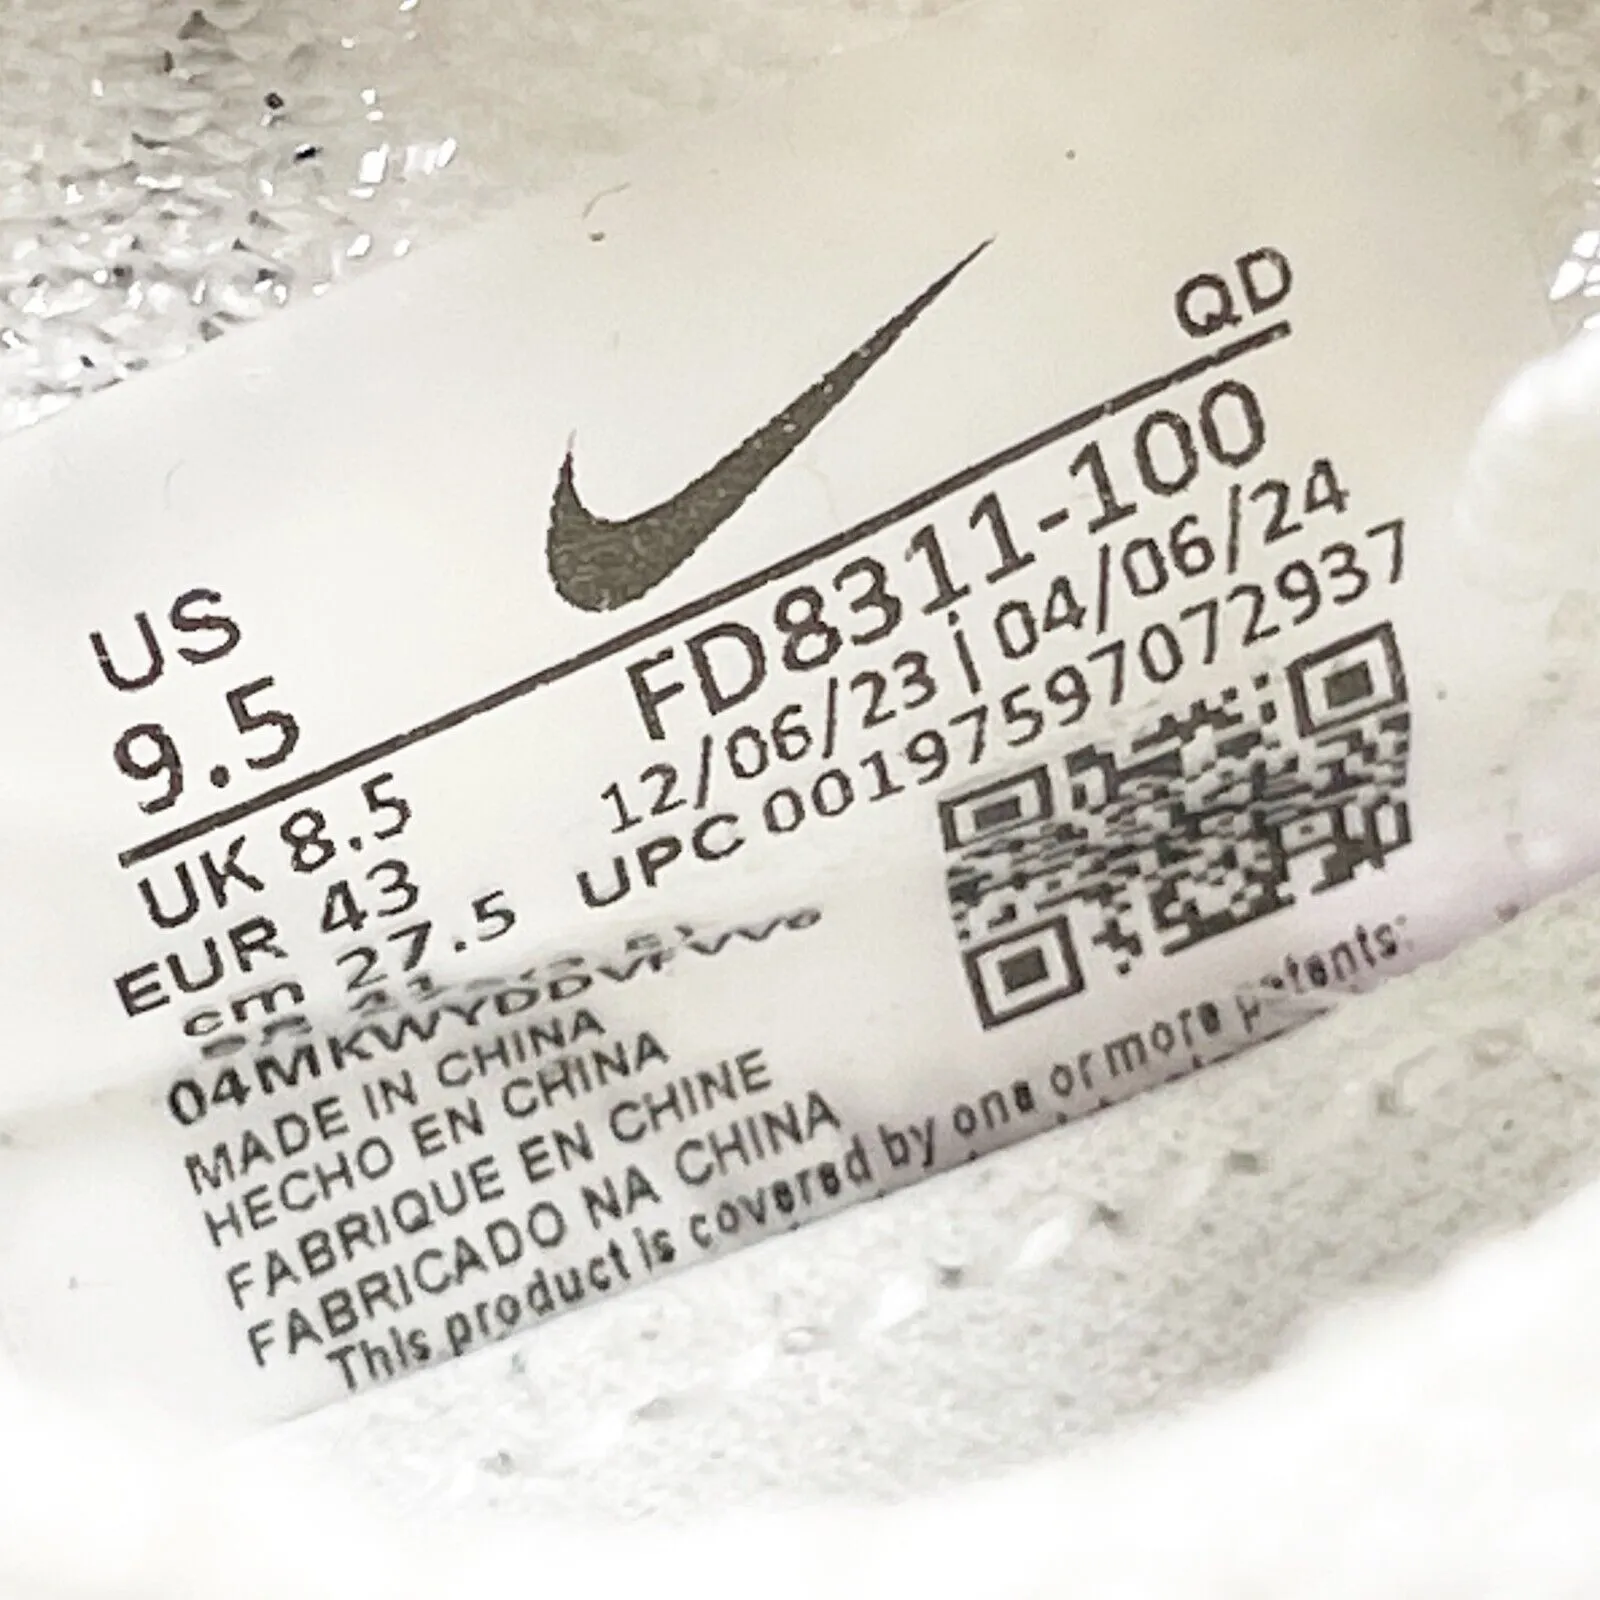 QD
US
9.5
FD8311-100
12/06/23 | 04/06/24
UPC 00197597072937
UK 8.5
EUR 43
cm 27.5
MADE IN CHINA
HECHO EN CHINA
FABRIQUE EN CHINE
FABRICADO NA CHINA
This product is covered by one or more patents: